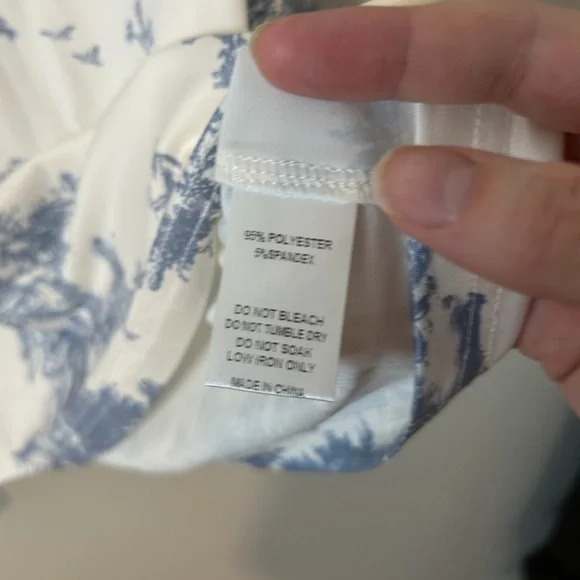 95% POLYESTER
5%SPANDEX
DO NOT BLEACH
DO NOT TUMBLE DRY
DO NOT SOAK
LOW IRON ONLY
MADE IN CHINA